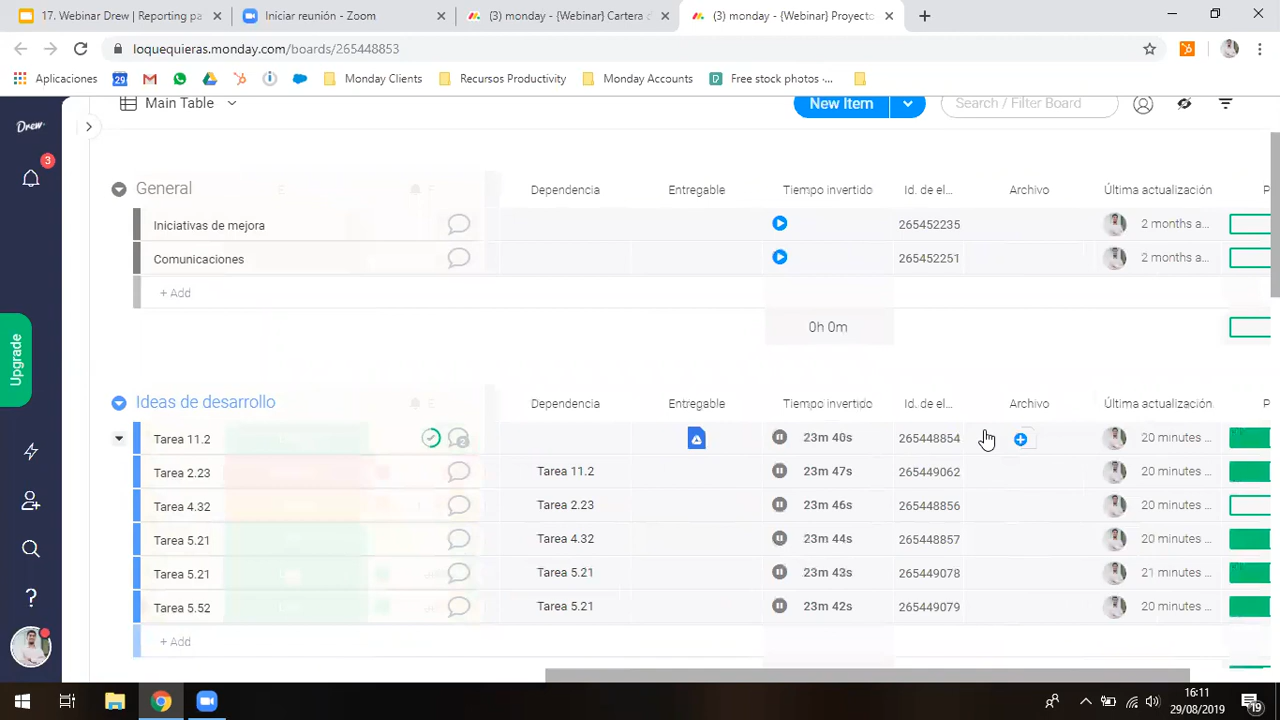 17. Webinar Drew | Reporting pa
Iniciar reunión - Zoom
(3) monday - {Webinar} Cartera d
(3) monday - {Webinar} Proyecto
loquequieras.monday.com/boards/265448853
Aplicaciones
29
Monday Clients
Recursos Productivity
Monday Accounts
Free stock photos -...
Drew
Main Table
New Item
Search / Filter Board
3
General
Dependencia
Entregable
Tiempo invertido
Id. de el...
Archivo
Última actualización
P
Iniciativas de mejora
265452235
2 months a...
Comunicaciones
265452251
2 months a...
+ Add
0h 0m
Upgrade
Ideas de desarrollo
Dependencia
Entregable
Tiempo invertido
Id. de el...
Archivo
Última actualización
P
Tarea 11.2
2
23m 40s
265448854
20 minutes ...
Tarea 2.23
Tarea 11.2
23m 47s
265449062
20 minutes ...
Tarea 4.32
Tarea 2.23
23m 46s
265448856
20 minutes ...
Tarea 5.21
Tarea 4.32
23m 44s
265448857
20 minutes ...
Tarea 5.21
Tarea 5.21
23m 43s
265449078
21 minutes ...
Tarea 5.52
Tarea 5.21
23m 42s
265449079
20 minutes ...
+ Add
16:11
29/08/2019
19